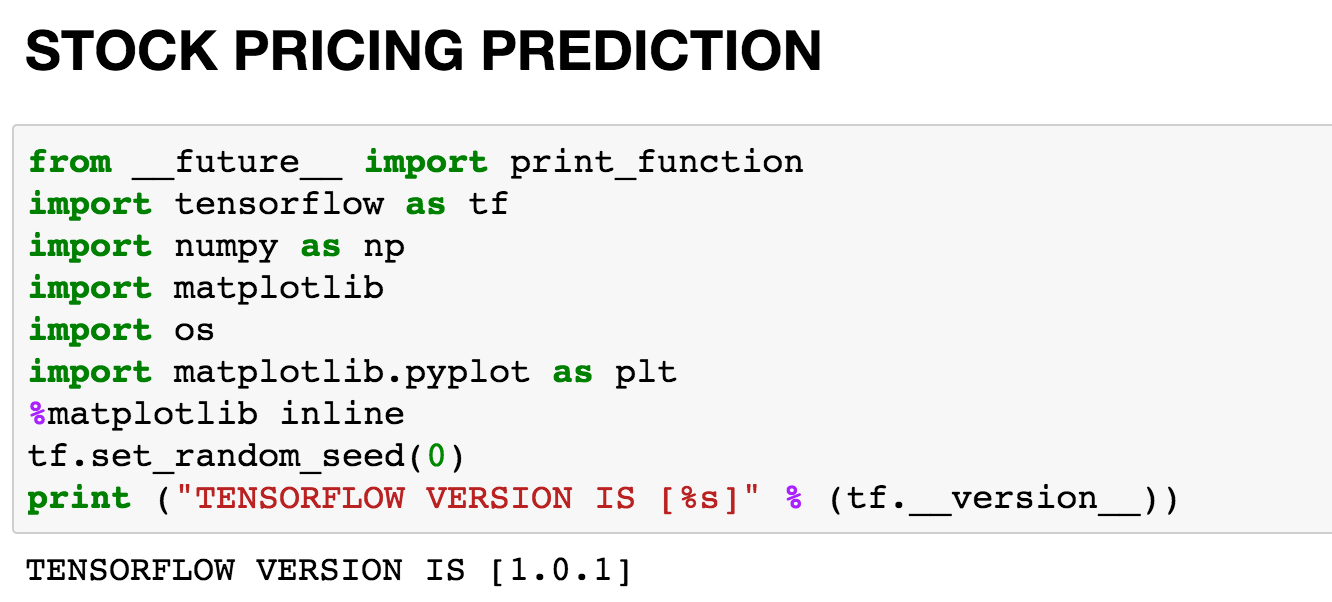 STOCK PRICING PREDICTION
from __future__ import print_function
import tensorflow as tf
import numpy as np
import matplotlib
import os
import matplotlib.pyplot as plt
%matplotlib inline
tf.set_random_seed(0)
print ("TENSORFLOW VERSION IS [%s]" % (tf.__version__))
TENSORFLOW VERSION IS [1.0.1]